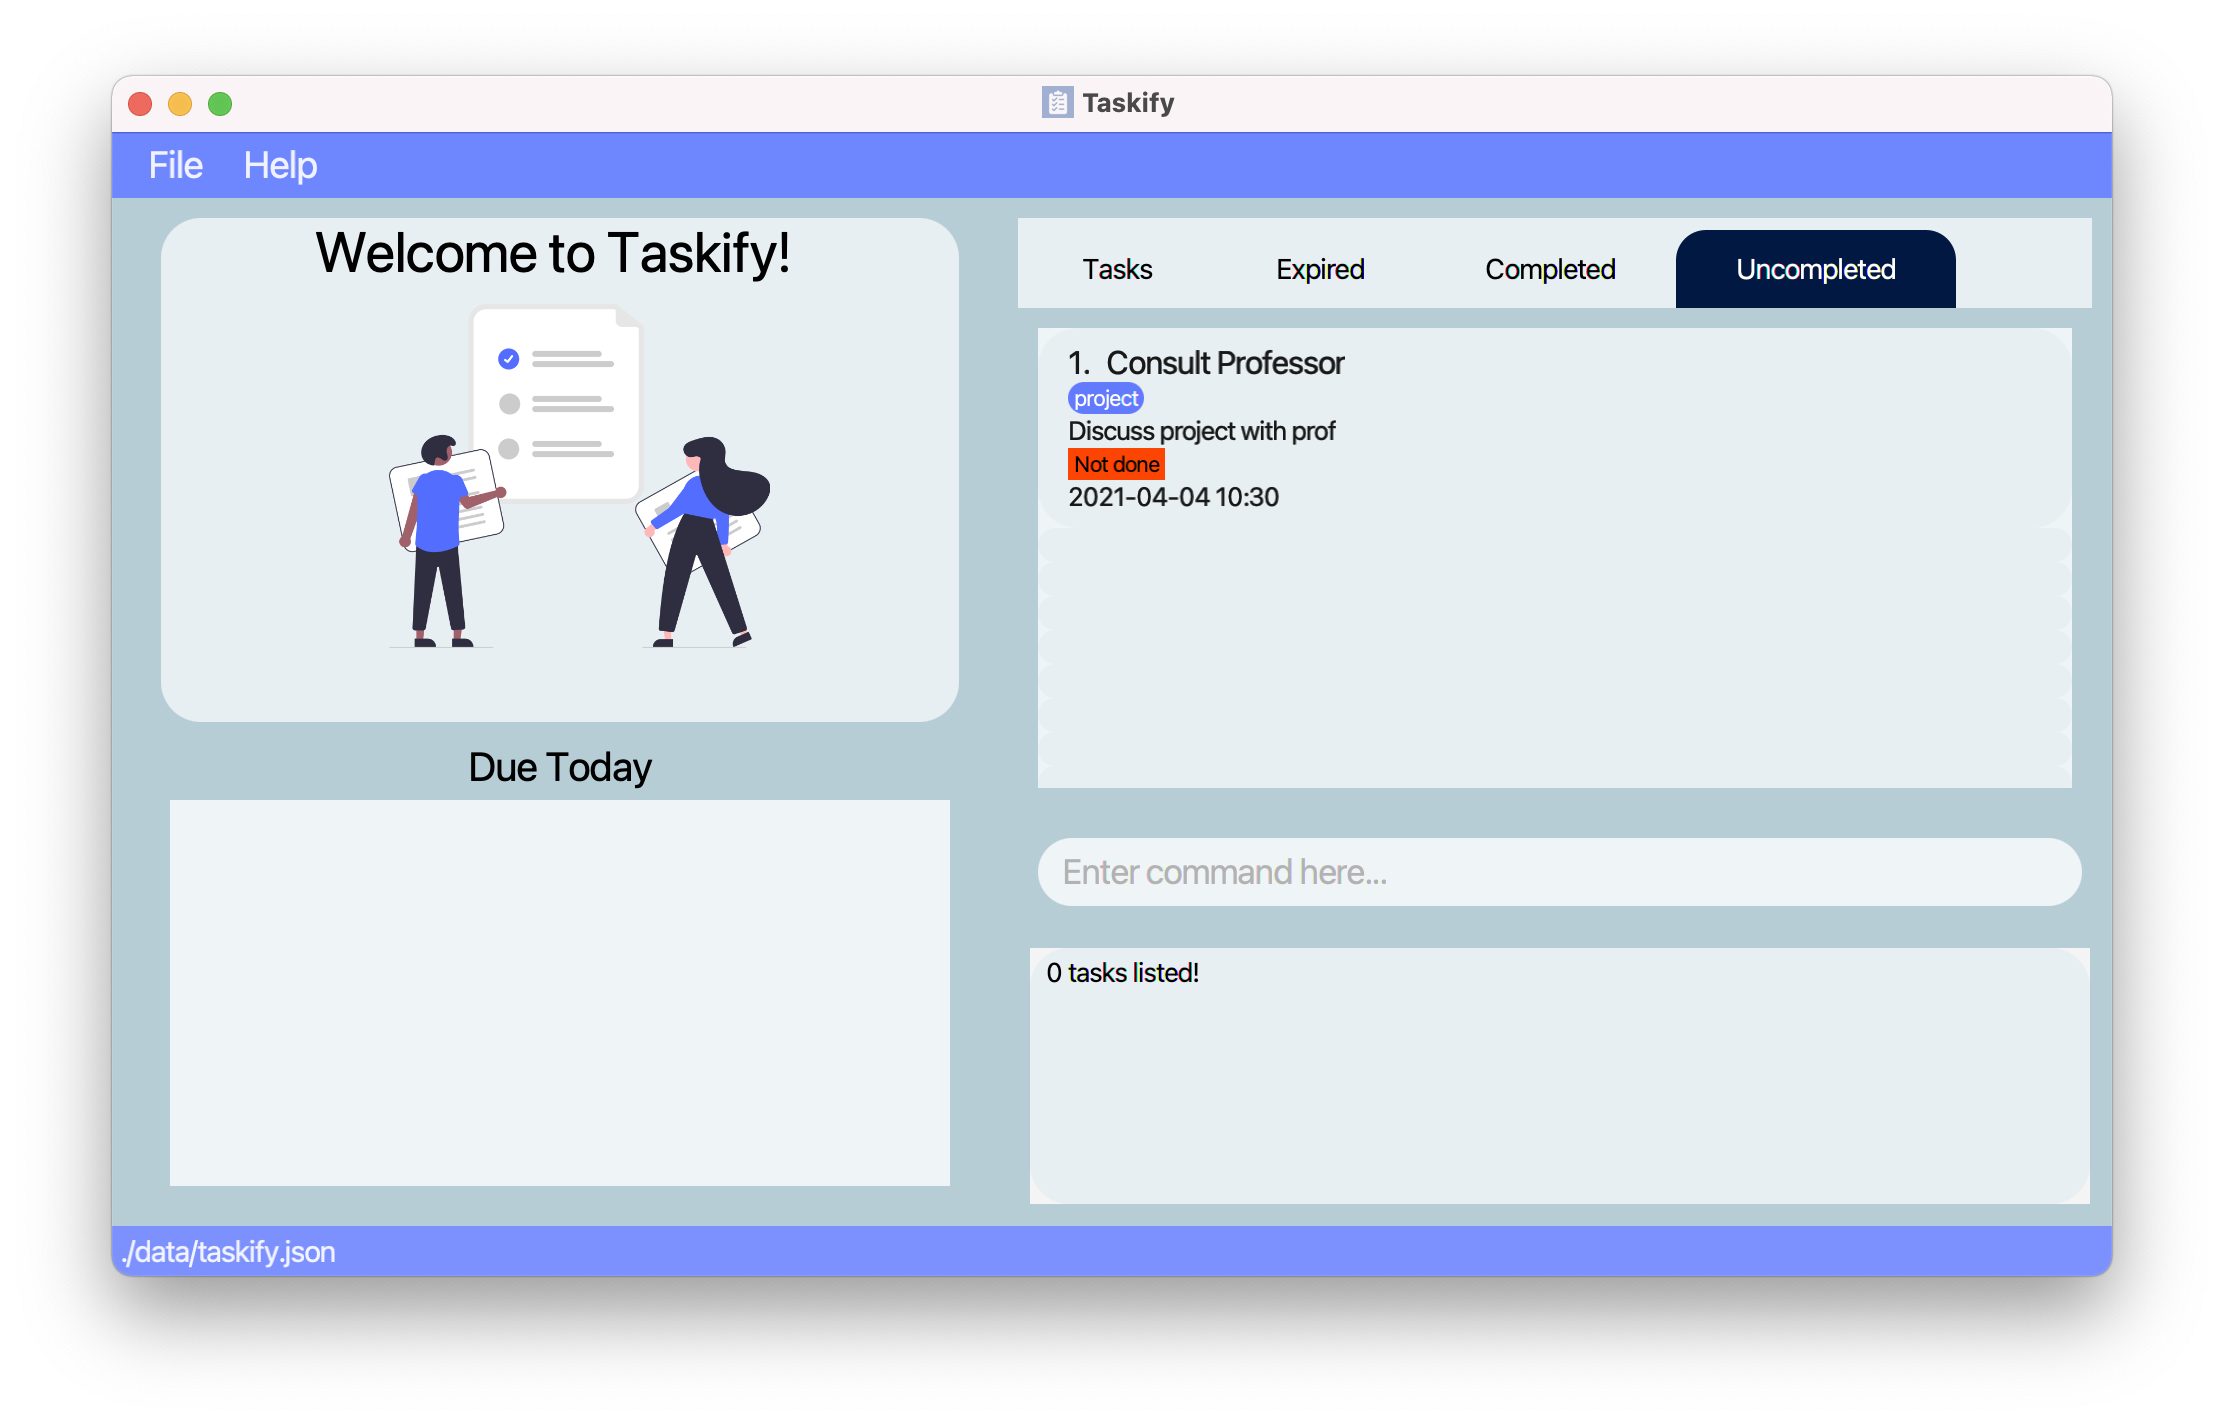 Taskify
File Help
Welcome to Taskify!
Due Today
Tasks Expired Completed Uncompleted
1. Consult Professor
project
Discuss project with prof
Not done
2021-04-04 10:30
Enter command here...
0 tasks listed!
./data/taskify.json